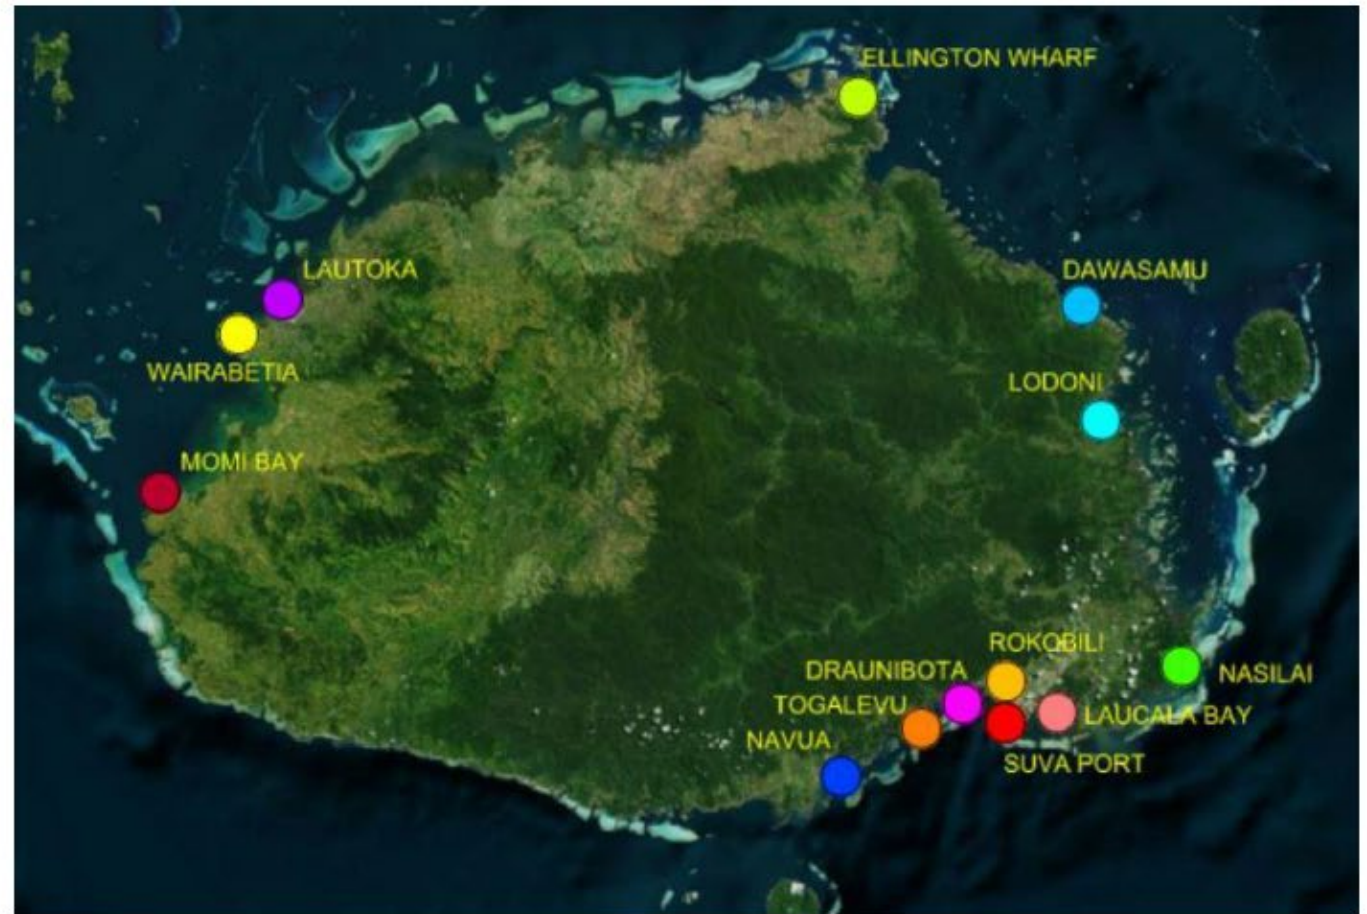 ELLINGTON WHARF
LAUTOKA
DAWASAMU
WAIRABETIA
LODONI
MOMI BAY
ROKOBILI
DRAUNIBOTA
NASILAI
TOGALEVU
LAUCALA BAY
NAVUA
SUVA PORT